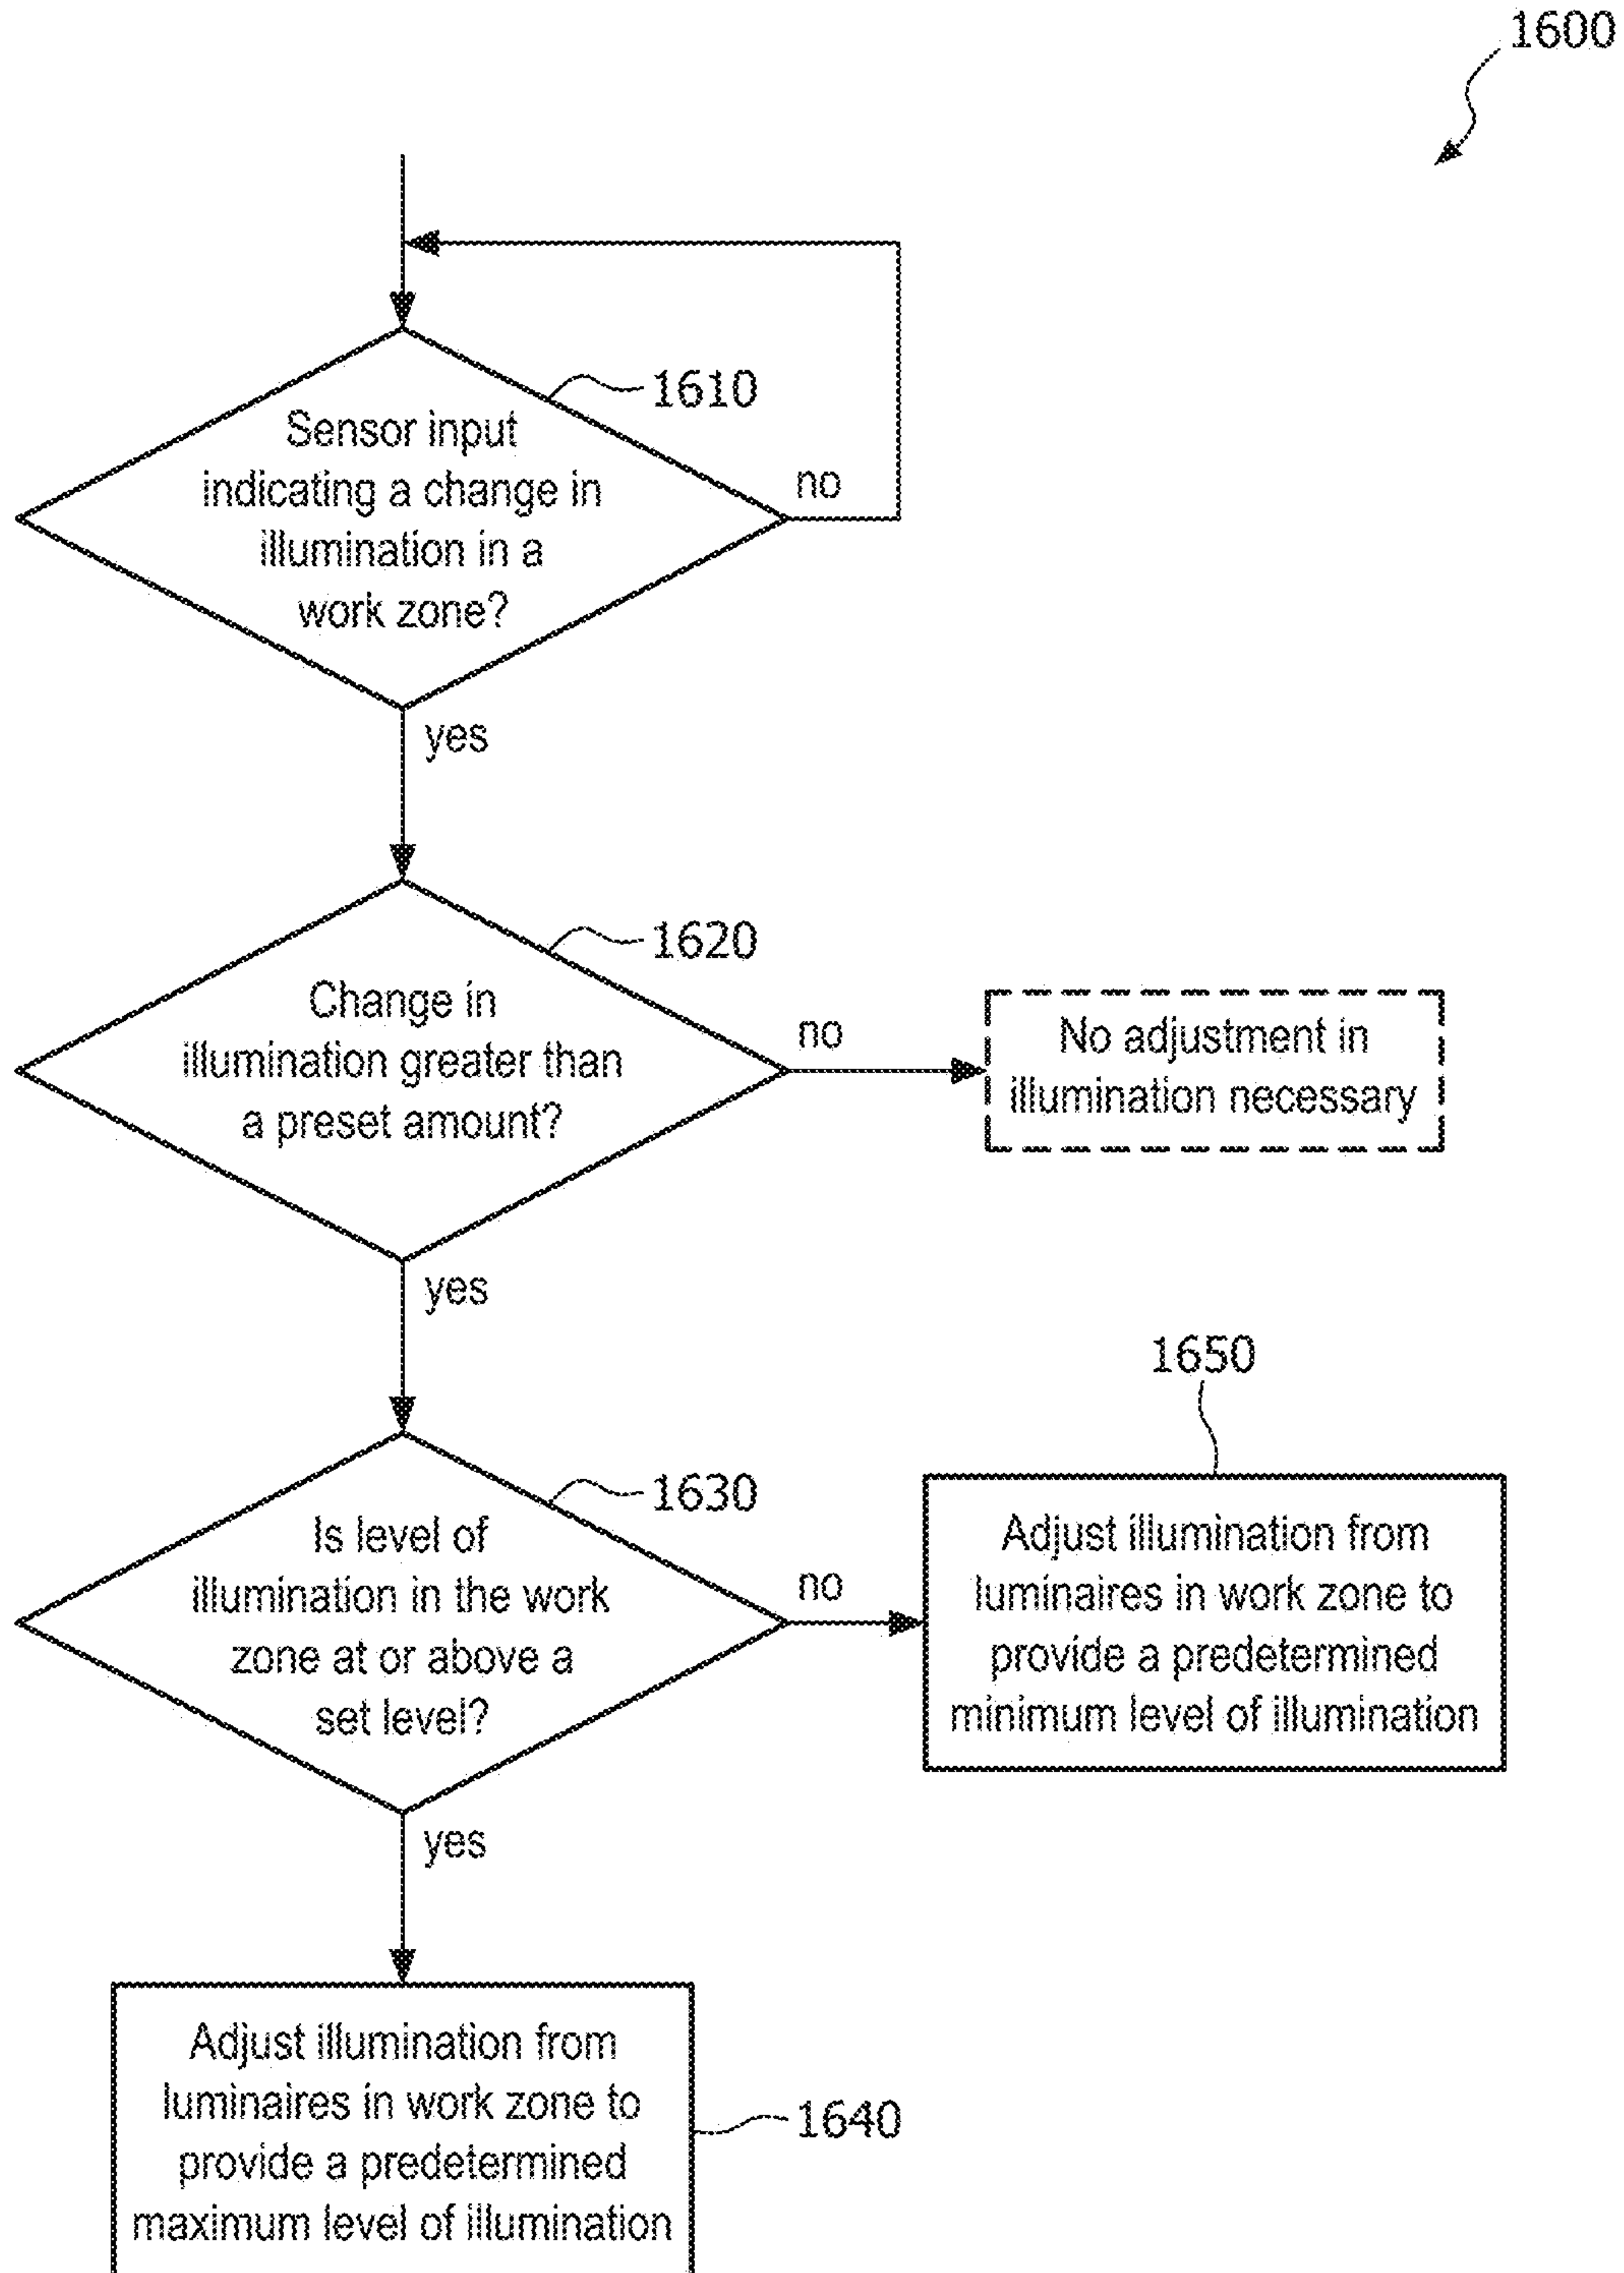 1600
1610
Sensor input
indicating a change in
illumination in a
work zone?
no
yes
1620
Change in
illumination greater than
a preset amount?
no
No adjustment in
illumination necessary
yes
1650
1630
Is level of
illumination in the work
zone at or above a
set level?
no
Adjust illumination from
luminaires in work zone to
provide a predetermined
minimum level of illumination
yes
Adjust illumination from
luminaires in work zone to
provide a predetermined
maximum level of illumination
1640